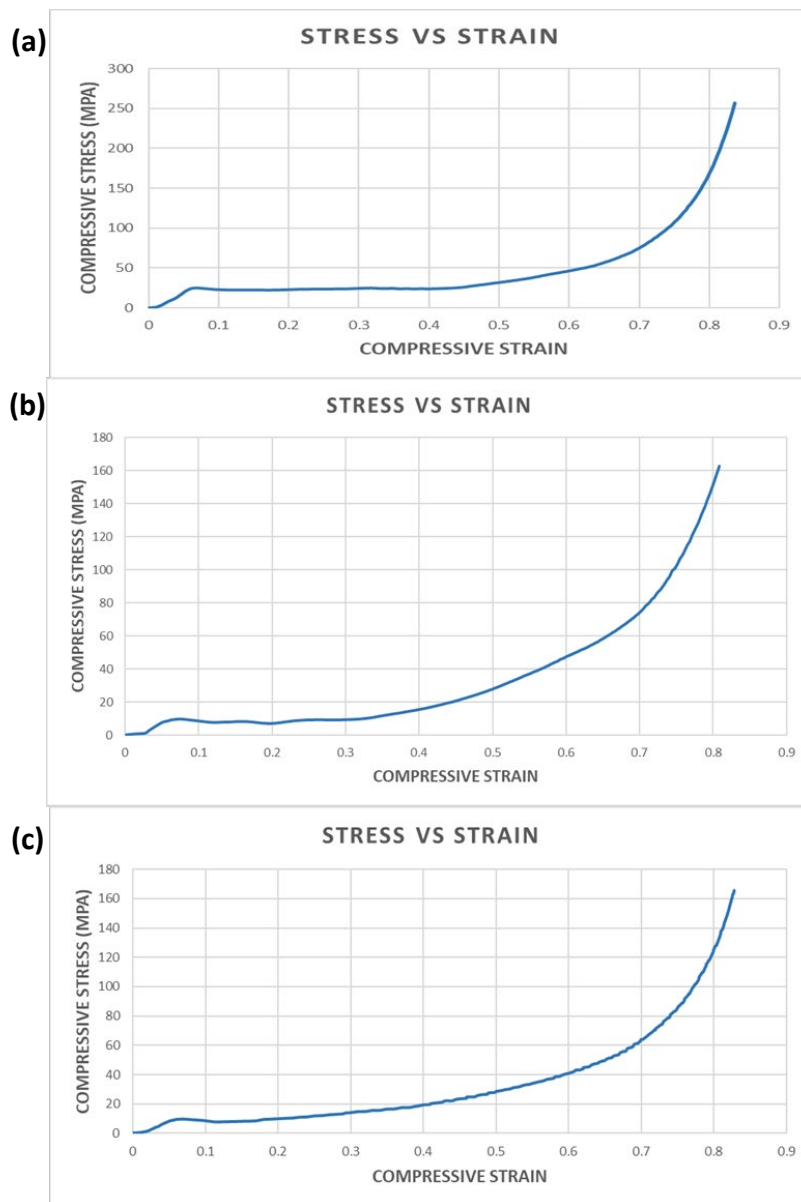 (a)
STRESS VS STRAIN
COMPRESSIVE STRESS (MPA)
300
250
200
150
100
50
0
0 0.1 0.2 0.3 0.4 0.5 0.6 0.7 0.8 0.9
COMPRESSIVE STRAIN
(b)
STRESS VS STRAIN
COMPRESSIVE STRESS (MPA)
180
160
140
120
100
80
60
40
20
0
0 0.1 0.2 0.3 0.4 0.5 0.6 0.7 0.8 0.9
COMPRESSIVE STRAIN
(c)
STRESS VS STRAIN
COMPRESSIVE STRESS (MPA)
180
160
140
120
100
80
60
40
20
0
0 0.1 0.2 0.3 0.4 0.5 0.6 0.7 0.8 0.9
COMPRESSIVE STRAIN